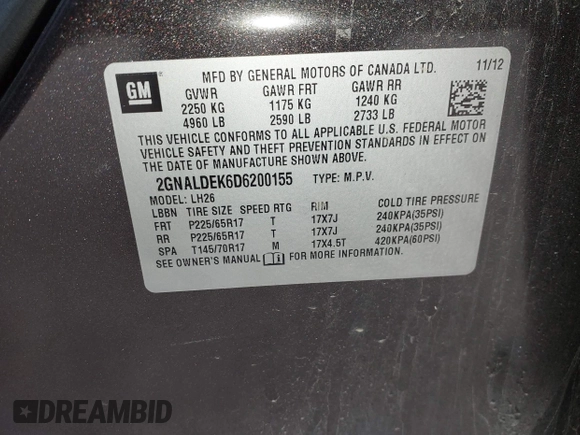 GM
MFD BY GENERAL MOTORS OF CANADA LTD. 11/12
GVWR GAWR FRT GAWR RR
2250 KG 1175 KG 1240 KG
4960 LB 2590 LB 2733 LB
THIS VEHICLE CONFORMS TO ALL APPLICABLE U.S. FEDERAL MOTOR
VEHICLE SAFETY AND THEFT PREVENTION STANDARDS IN EFFECT ON
THE DATE OF MANUFACTURE SHOWN ABOVE.
2GNALDEK6D6200155 TYPE: M.P.V.
MODEL: LH26
LBBN TIRE SIZE SPEED RTG RIM COLD TIRE PRESSURE
FRT P225/65R17 T 17X7J 240KPA(35PSI)
RR P225/65R17 T 17X7J 240KPA(35PSI)
SPA T145/70R17 M 17X4.5T 420KPA(60PSI)
SEE OWNER'S MANUAL i FOR MORE INFORMATION.
DREAMBID